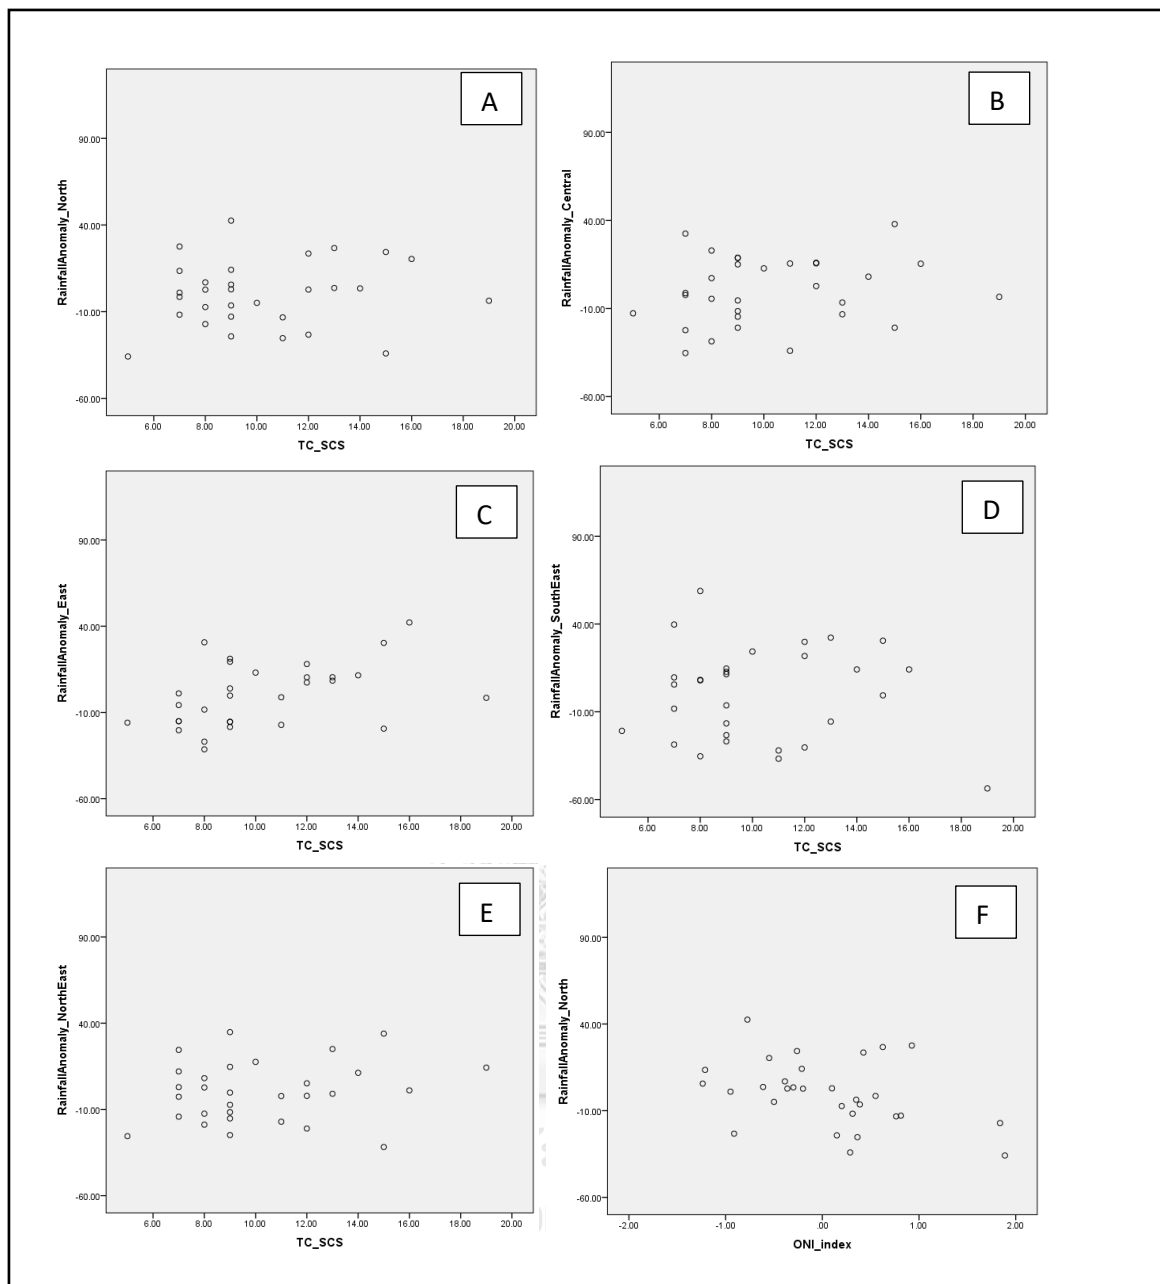 A
RainfallAnomaly_North
90.00
40.00
-10.00
-60.00
6.00 8.00 10.00 12.00 14.00 16.00 18.00 20.00
TC_SCS
B
RainfallAnomaly_Central
90.00
40.00
-10.00
-60.00
6.00 8.00 10.00 12.00 14.00 16.00 18.00 20.00
TC_SCS
C
RainfallAnomaly_East
90.00
40.00
-10.00
-60.00
6.00 8.00 10.00 12.00 14.00 16.00 18.00 20.00
TC_SCS
D
RainfallAnomaly_SouthEast
90.00
40.00
-10.00
-60.00
6.00 8.00 10.00 12.00 14.00 16.00 18.00 20.00
TC_SCS
E
RainfallAnomaly_NorthEast
90.00
40.00
-10.00
-60.00
6.00 8.00 10.00 12.00 14.00 16.00 18.00 20.00
TC_SCS
F
RainfallAnomaly_North
90.00
40.00
-10.00
-60.00
-2.00 -1.00 .00 1.00 2.00
ONI_index